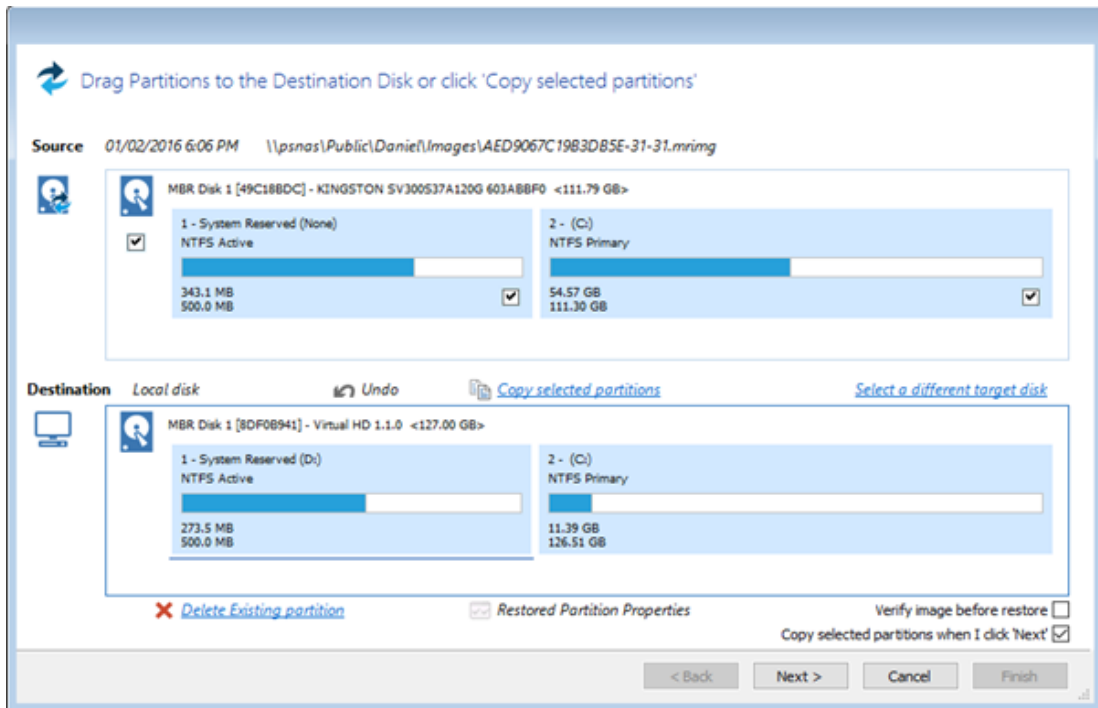 Drag Partitions to the Destination Disk or click 'Copy selected partitions'
Source 01/02/2016 6:06 PM \\psnas\Public\Daniel\Images\AED9067C19B3DB5E-31-31.mrimg
MBR Disk 1 [49C18BDC] - KINGSTON SV300S37A120G 603ABBF0 <111.79 GB>
1 - System Reserved (None)
NTFS Active
343.1 MB
500.0 MB
2 - (C:)
NTFS Primary
54.57 GB
111.30 GB
Destination Local disk Undo Copy selected partitions Select a different target disk
MBR Disk 1 [8DF0B941] - Virtual HD 1.1.0 <127.00 GB>
1 - System Reserved (D:)
NTFS Active
273.5 MB
500.0 MB
2 - (C:)
NTFS Primary
11.39 GB
126.51 GB
Delete Existing partition Restored Partition Properties Verify image before restore
Copy selected partitions when I click 'Next'
< Back Next > Cancel Finish